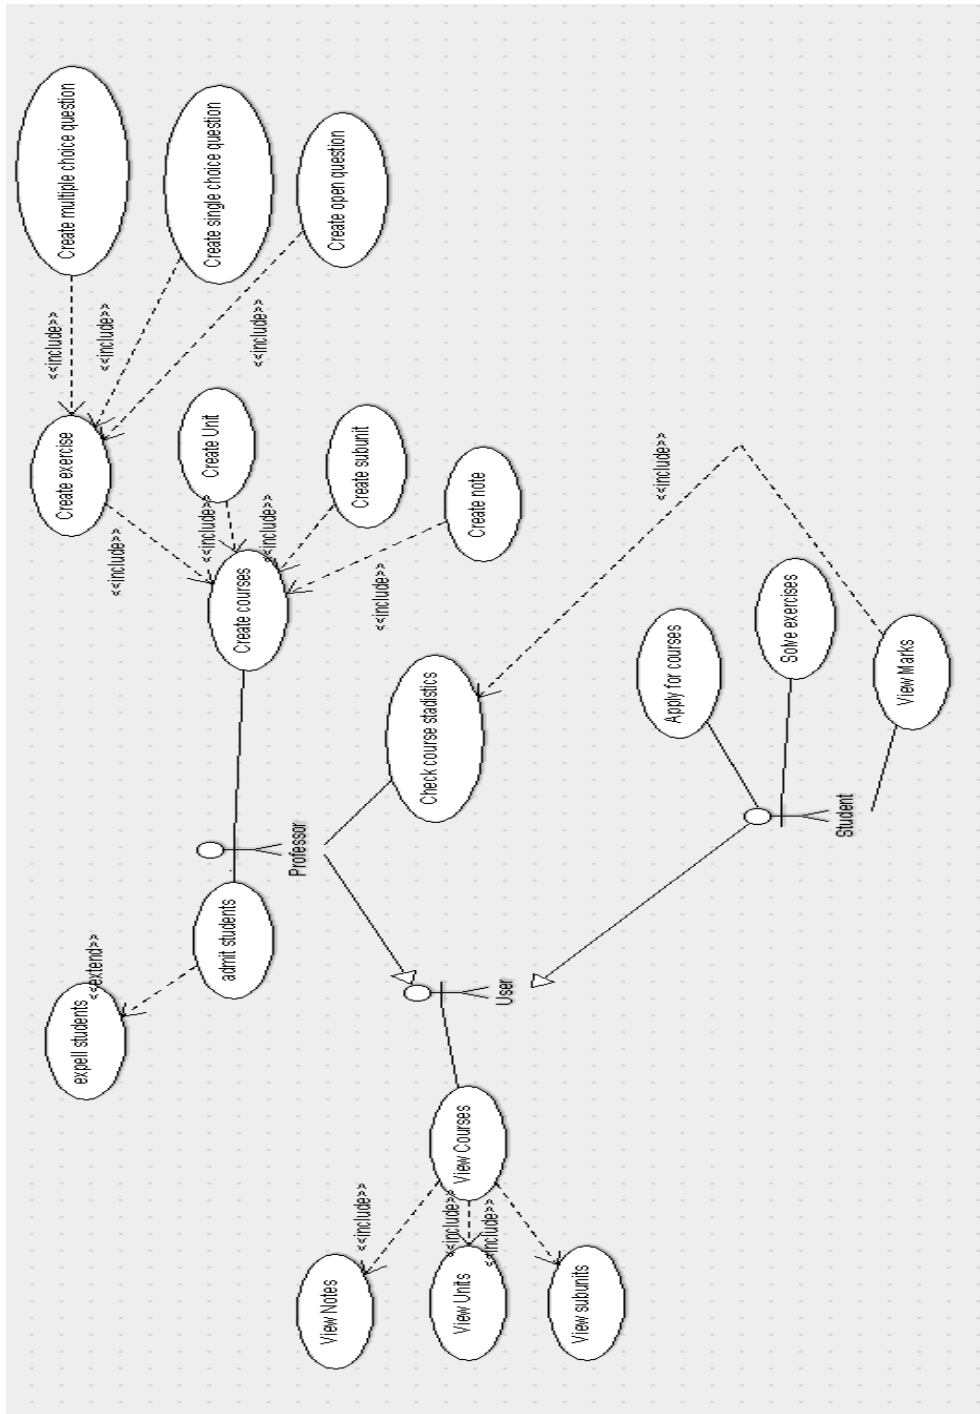 Create multiple choice question
<<include>>
Create exercise
<<include>>
Create single choice question
<<extend>>
expell students
<<include>>
<<include>>
Create Unit
admit students
Create courses
<<include>>
<<include>>
Create open question
Professor
View Notes
<<include>>
Create subunit
<<include>>
Check course stadistics
<<include>>
View Units
View Courses
Create note
<<include>>
User
View subunits
<<include>>
Apply for courses
Solve exercises
Student
View Marks